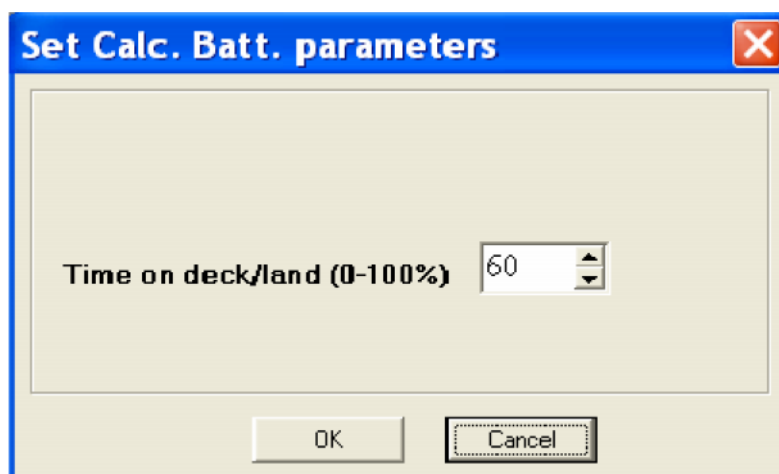 Set Calc. Batt. parameters
Time on deck/land (0-100%) 60
OK Cancel